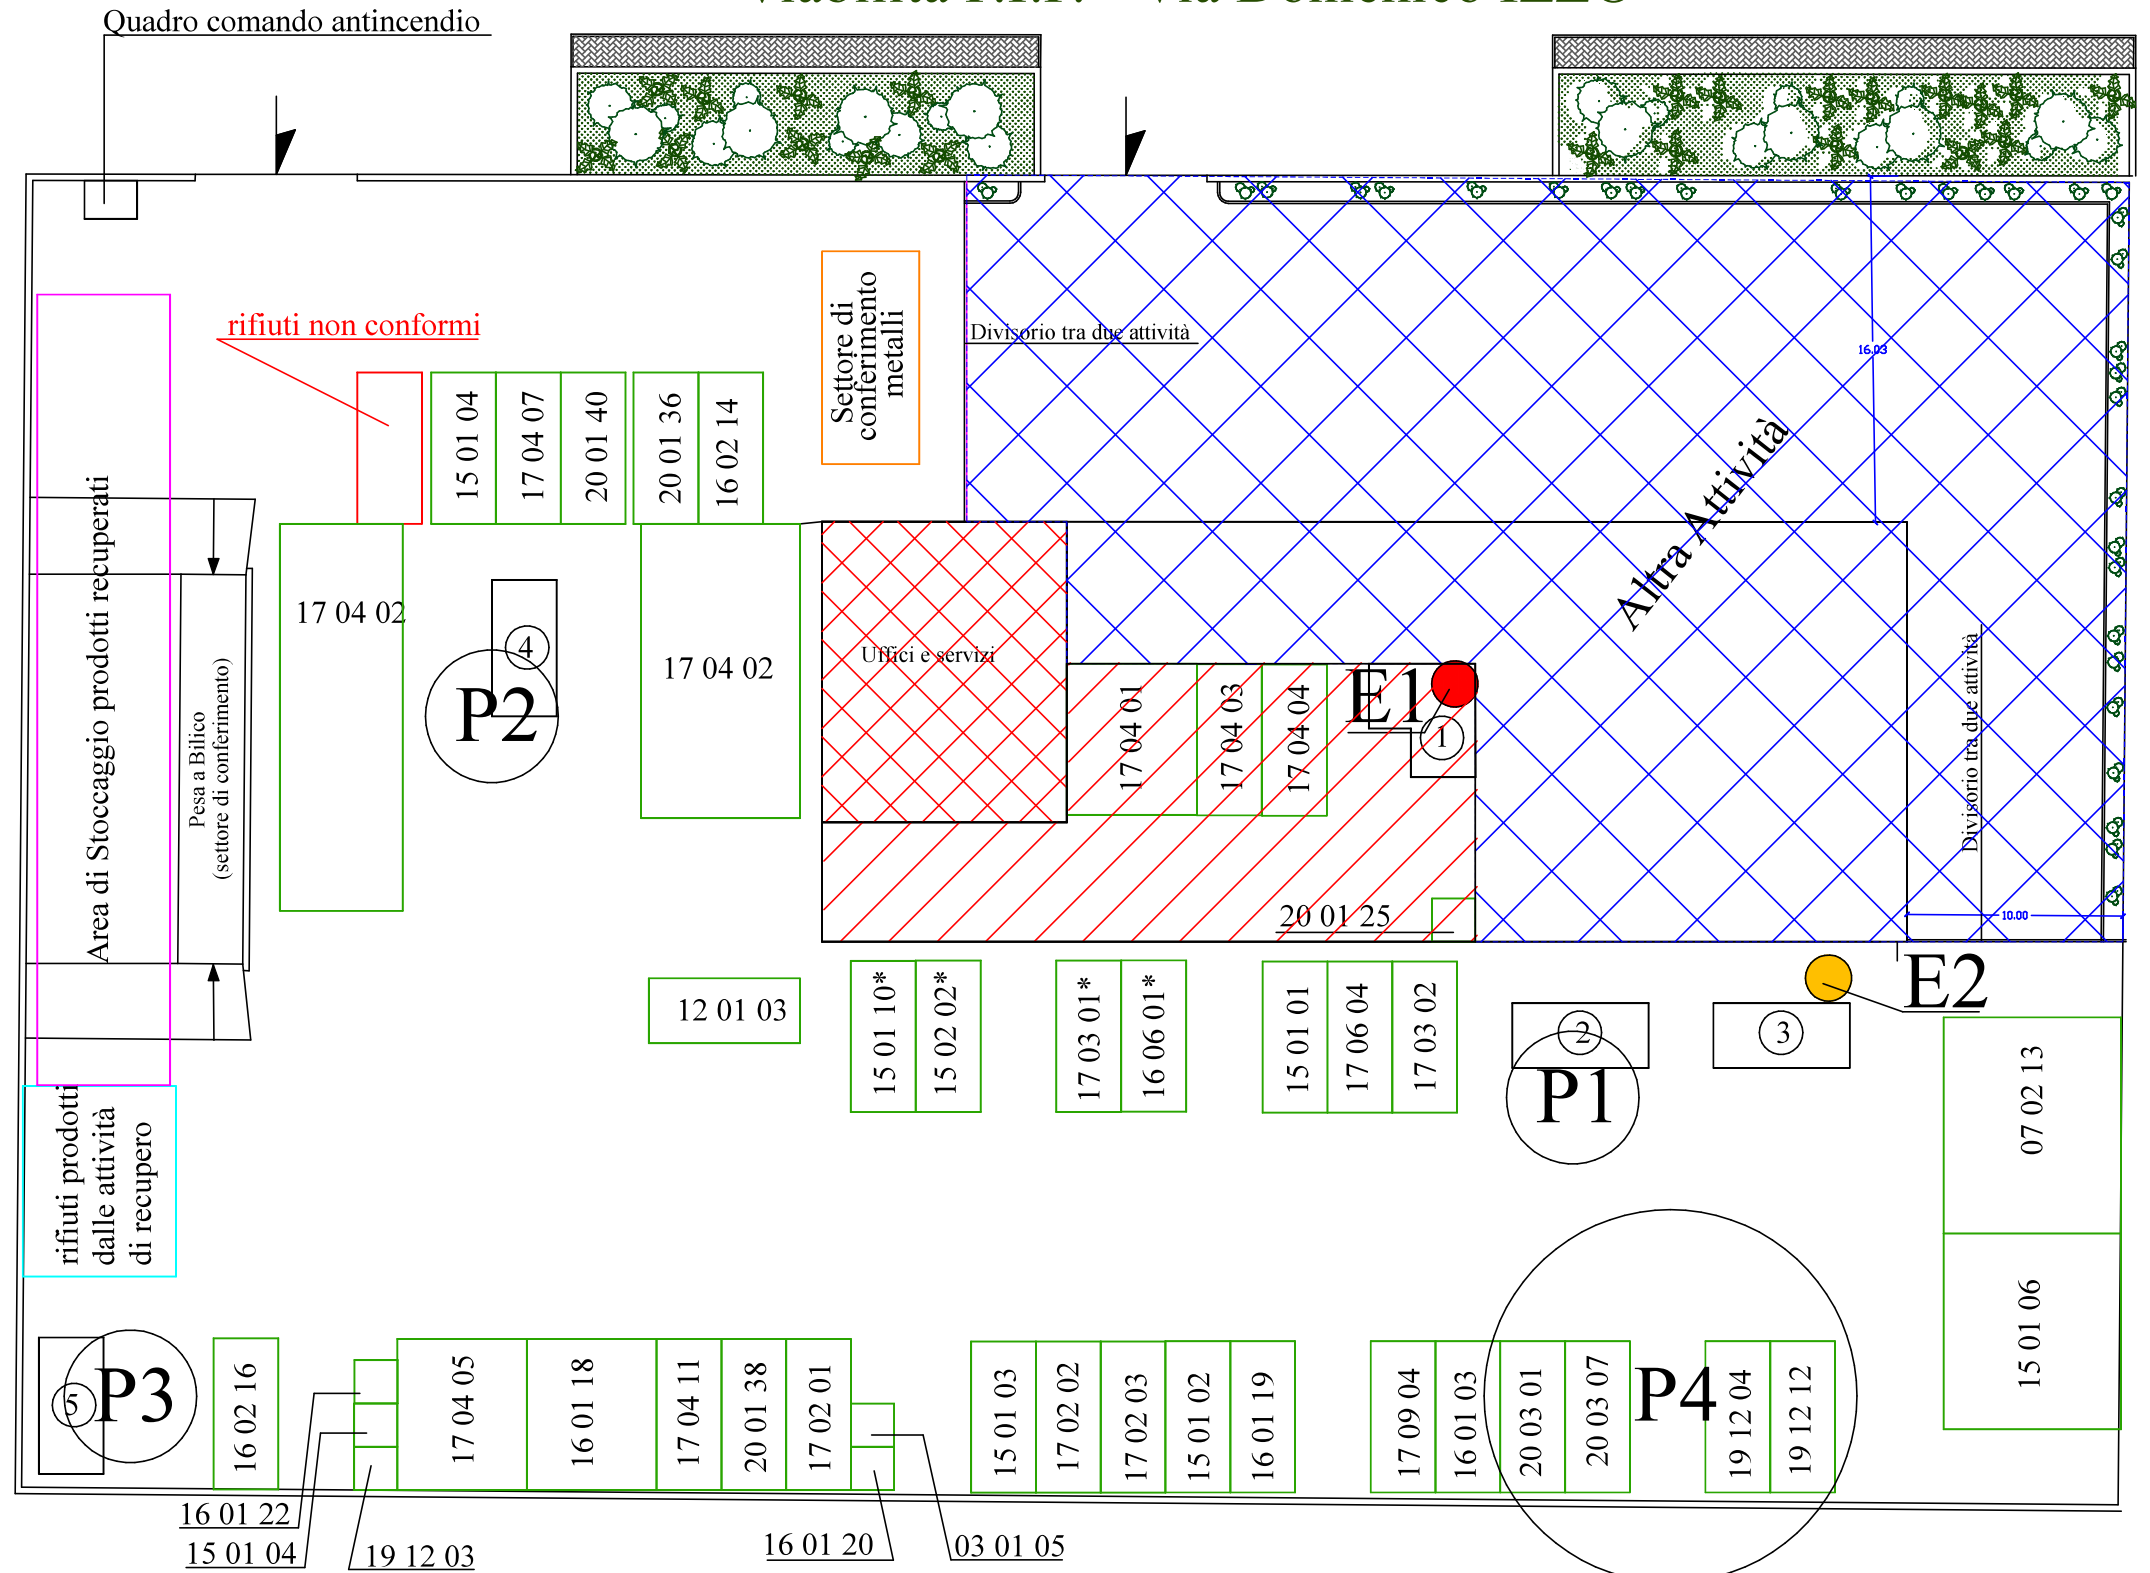 Viabilità P.I.P. - Via Domenico IZZO
Quadro comando antincendio
rifiuti non conformi
Settore di
conferimento
metalli
Divisorio tra due attività
16.03
15 01 04
17 04 07
20 01 40
20 01 36
16 02 14
Altra Attività
Area di Stoccaggio prodotti recuperati
Pesa a Bilico
(settore di conferimento)
17 04 02
4
P2
17 04 02
Uffici e servizi
17 04 01
17 04 03
17 04 04
E1
1
Divisorio tra due attività
20 01 25
10.00
12 01 03
15 01 10*
15 02 02*
17 03 01*
16 06 01*
15 01 01
17 06 04
17 03 02
2
P1
3
E2
07 02 13
rifiuti prodotti
dalle attività
di recupero
15 01 06
5
P3
16 02 16
17 04 05
16 01 18
17 04 11
20 01 38
17 02 01
15 01 03
17 02 02
17 02 03
15 01 02
16 01 19
17 09 04
16 01 03
20 03 01
20 03 07
P4
19 12 04
19 12 12
16 01 22
15 01 04
19 12 03
16 01 20
03 01 05